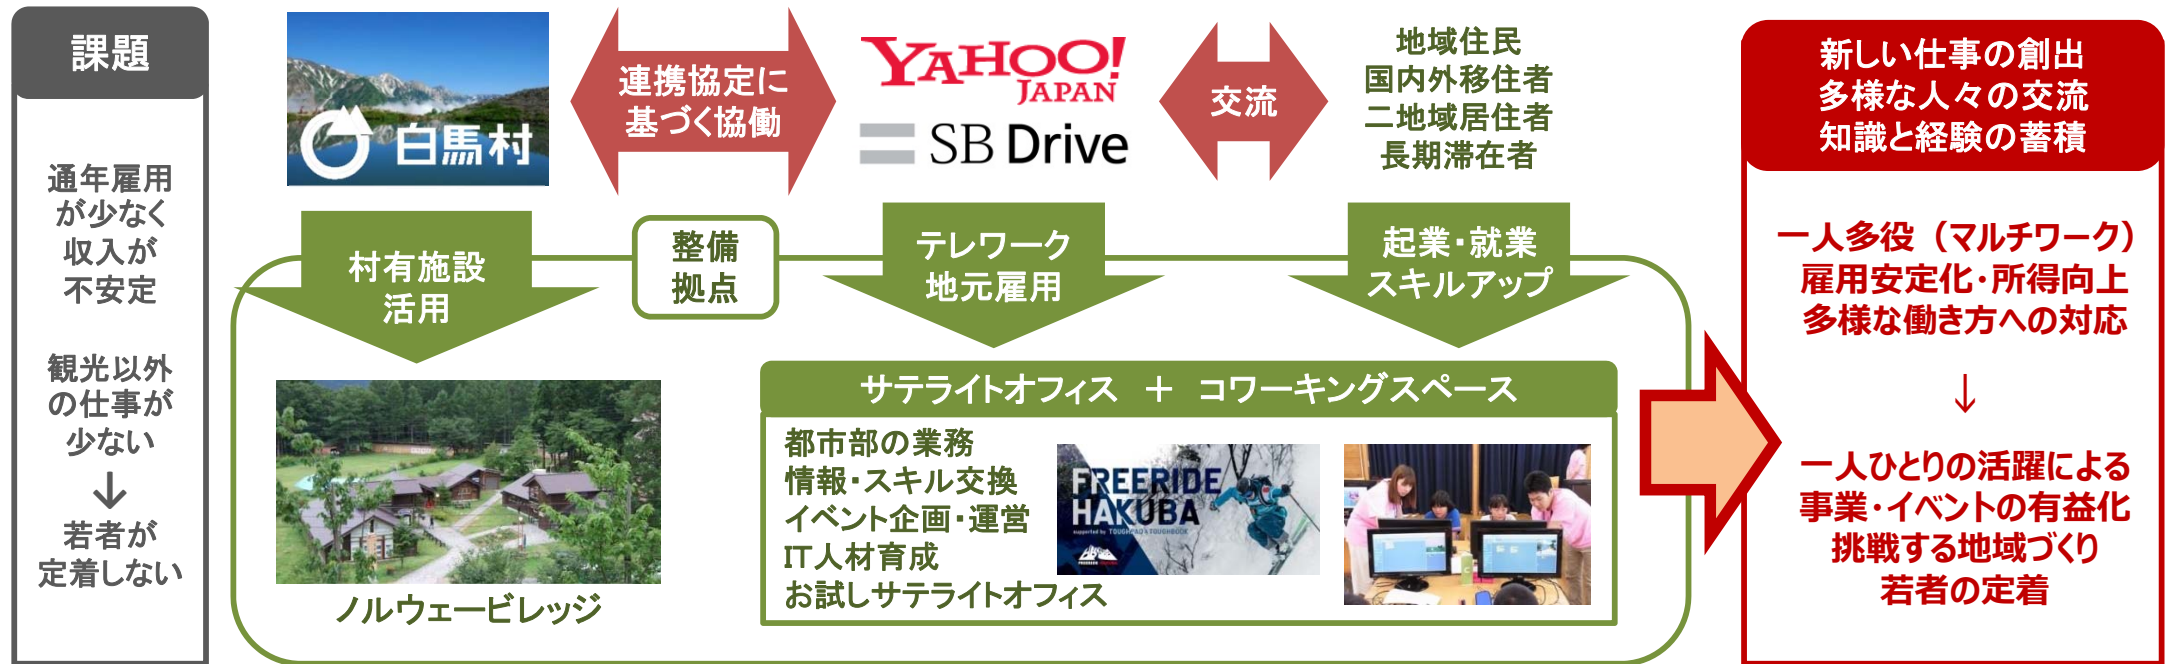 課題
通年雇用
が少なく
収入が
不安定
観光以外
の仕事が
少ない
↓
若者が
定着しない
白馬村
連携協定に
基づく協働
YAHOO!
JAPAN
SB Drive
交流
地域住民
国内外移住者
二地域居住者
長期滞在者
村有施設
活用
整備
拠点
テレワーク
地元雇用
起業・就業
スキルアップ
ノルウェービレッジ
サテライトオフィス ＋ コワーキングスペース
都市部の業務
情報・スキル交換
イベント企画・運営
IT人材育成
お試しサテライトオフィス
FREERIDE
HAKUBA
supported by TOUGHPAD & TOUGHBOOK
新しい仕事の創出
多様な人々の交流
知識と経験の蓄積
一人多役（マルチワーク）
雇用安定化・所得向上
多様な働き方への対応
↓
一人ひとりの活躍による
事業・イベントの有益化
挑戦する地域づくり
若者の定着